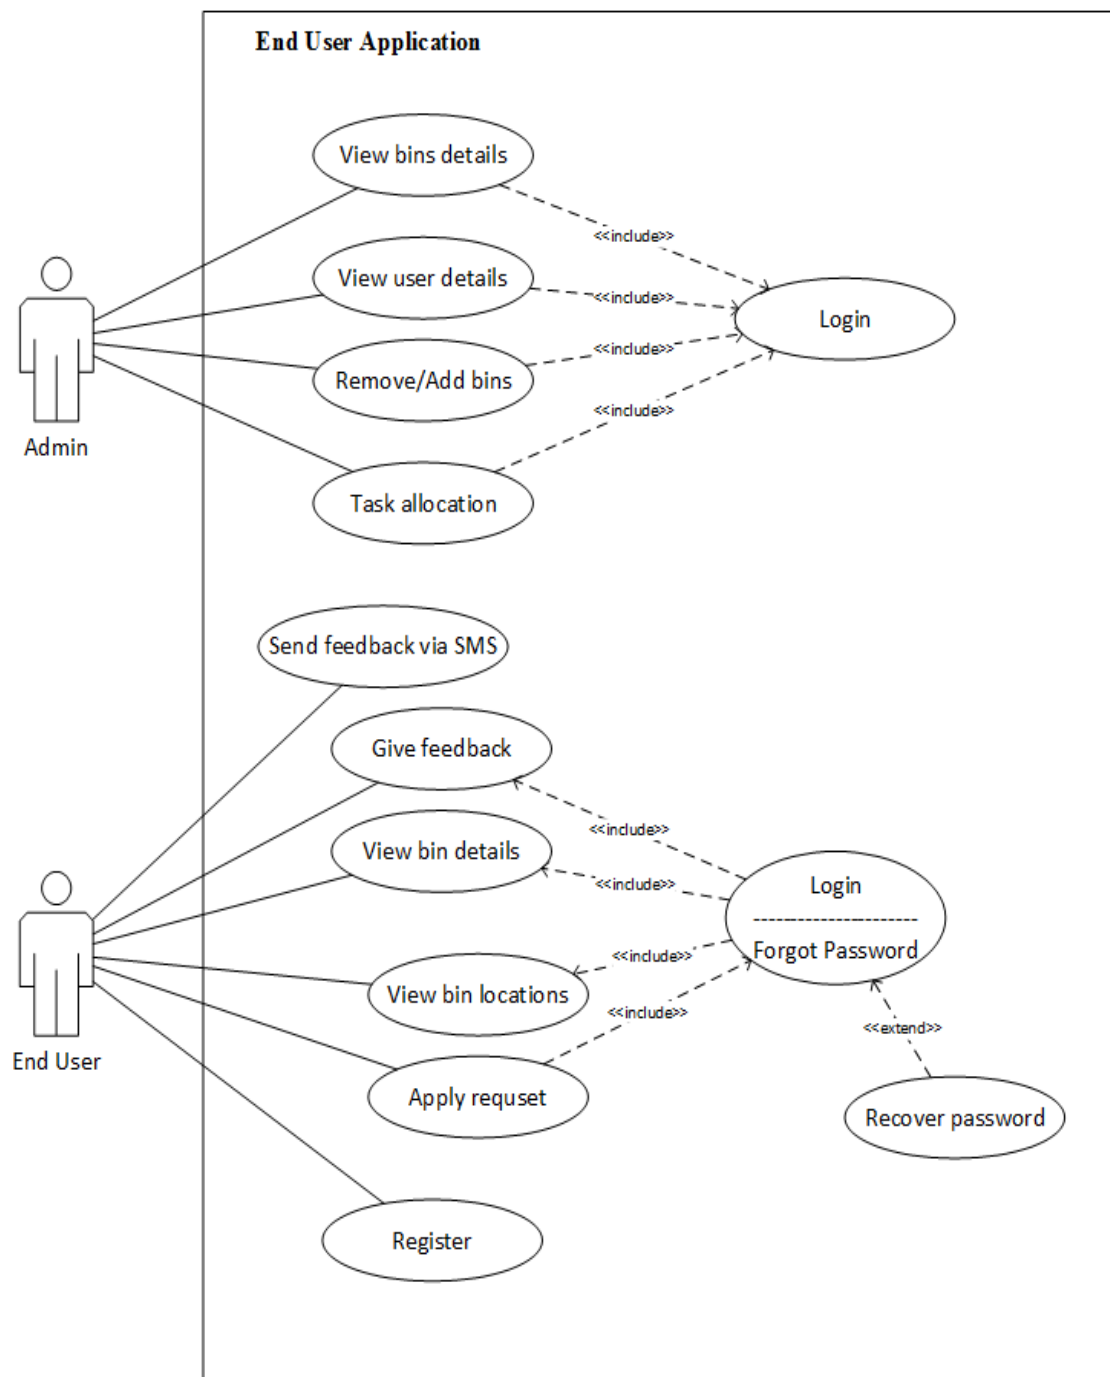 End User Application
View bins details
<<include>>
View user details
<<include>>
Login
<<include>>
Remove/Add bins
<<include>>
Admin
Task allocation
Send feedback via SMS
Give feedback
<<include>>
View bin details
<<include>>
Login
-----------------------
Forgot Password
<<include>>
View bin locations
<<include>>
<<extend>>
End User
Apply requset
Recover password
Register